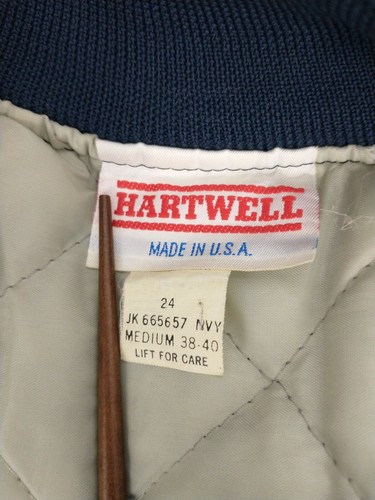 HARTWELL
MADE IN U.S.A.
24
JK 665657 NVY
MEDIUM 38-40
LIFT FOR CARE